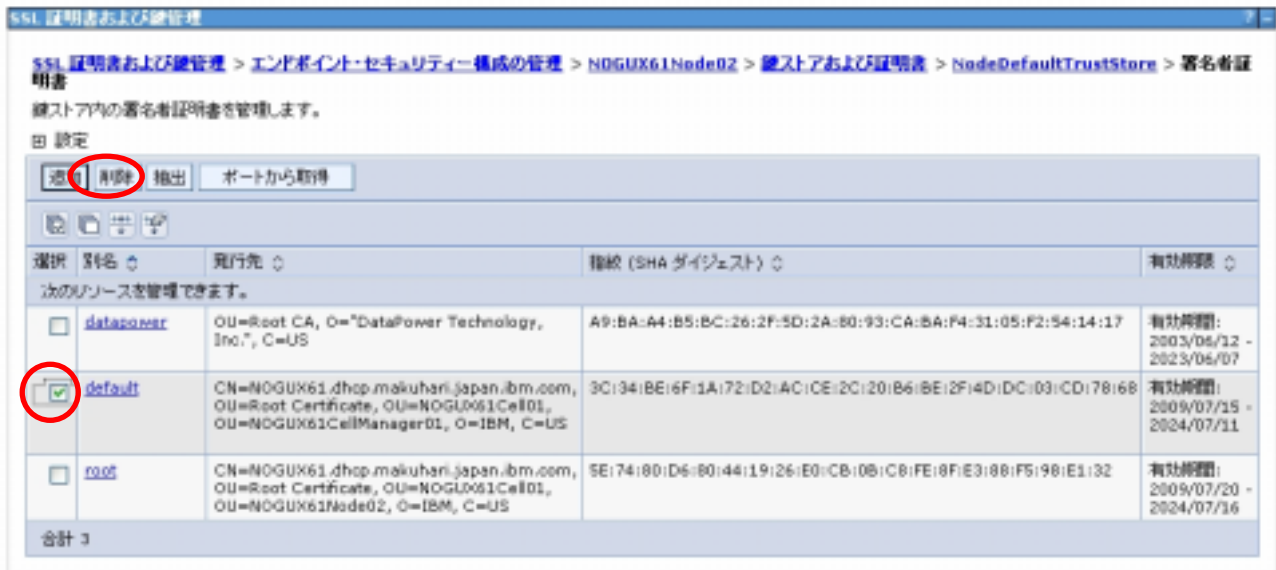 SSL 証明書および鍵管理
? -
SSL 証明書および鍵管理 > エンドポイント・セキュリティー構成の管理 > NOGUX61Node02 > 鍵ストアおよび証明書 > NodeDefaultTrustStore > 署名者証
明書
鍵ストア内の署名者証明書を管理します。
田 設定
追加 削除 抽出 ポートから取得
選択 別名 発行先 指紋 (SHA ダイジェスト) 有効期限
次のリソースを管理できます。
datapower OU=Root CA, O="DataPower Technology, A9:BA:A4:B5:BC:26:2F:5D:2A:80:93:CA:BA:F4:31:05:F2:54:14:17 有効期間:
Inc.", C=US 2003/06/12 -
2023/06/07
default CN=NOGUX61.dhcp.makuhari.japan.ibm.com, 3C:34:BE:6F:1A:72:D2:AC:CE:2C:20:B6:BE:2F:4D:DC:03:CD:78:68 有効期間:
OU=Root Certificate, OU=NOGUX61Cell01, 2009/07/15 -
OU=NOGUX61CellManager01, O=IBM, C=US 2024/07/11
root CN=NOGUX61.dhcp.makuhari.japan.ibm.com, 5E:74:80:D6:80:44:19:26:E0:CB:0B:C8:FE:8F:E3:88:F5:98:E1:32 有効期間:
OU=Root Certificate, OU=NOGUX61Cell01, 2009/07/20 -
OU=NOGUX61Node02, O=IBM, C=US 2024/07/16
合計 3